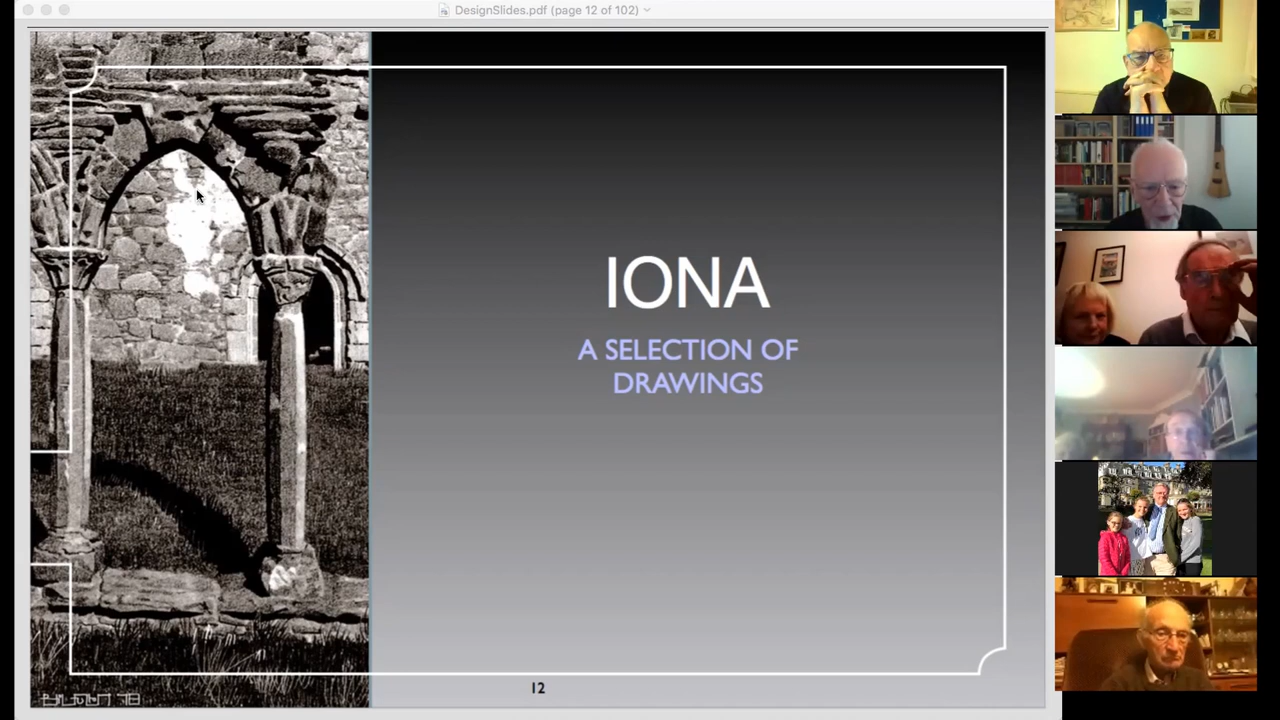 DesignSlides.pdf (page 12 of 102)
IONA
A SELECTION OF
DRAWINGS
12